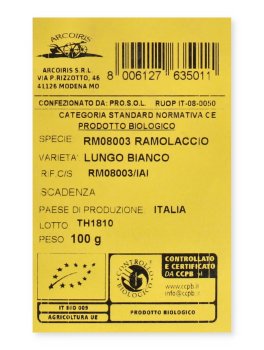 ARCOIRIS
ARCOIRIS S.R.L
VIA P.RIZZOTTO, 46
41126 MODENA MO
8 006127 635011
CONFEZIONATO DA: PRO.S.O.L. RUOP IT-08-0050
CATEGORIA STANDARD NORMATIVA CE
PRODOTTO BIOLOGICO
SPECIE RM08003 RAMOLACCIO
VARIETA' LUNGO BIANCO
R.F.C/S RM08003/IAI
SCADENZA
PAESE DI PRODUZIONE: ITALIA
LOTTO TH1810
PESO 100 g
CONTROLLO BIOLOGICO
CONTROLLATO
E CERTIFICATO
DA CCPB
www.ccpb.it
info@ccpb.it
IT BIO 009
AGRICOLTURA UE
PRODOTTO BIOLOGICO